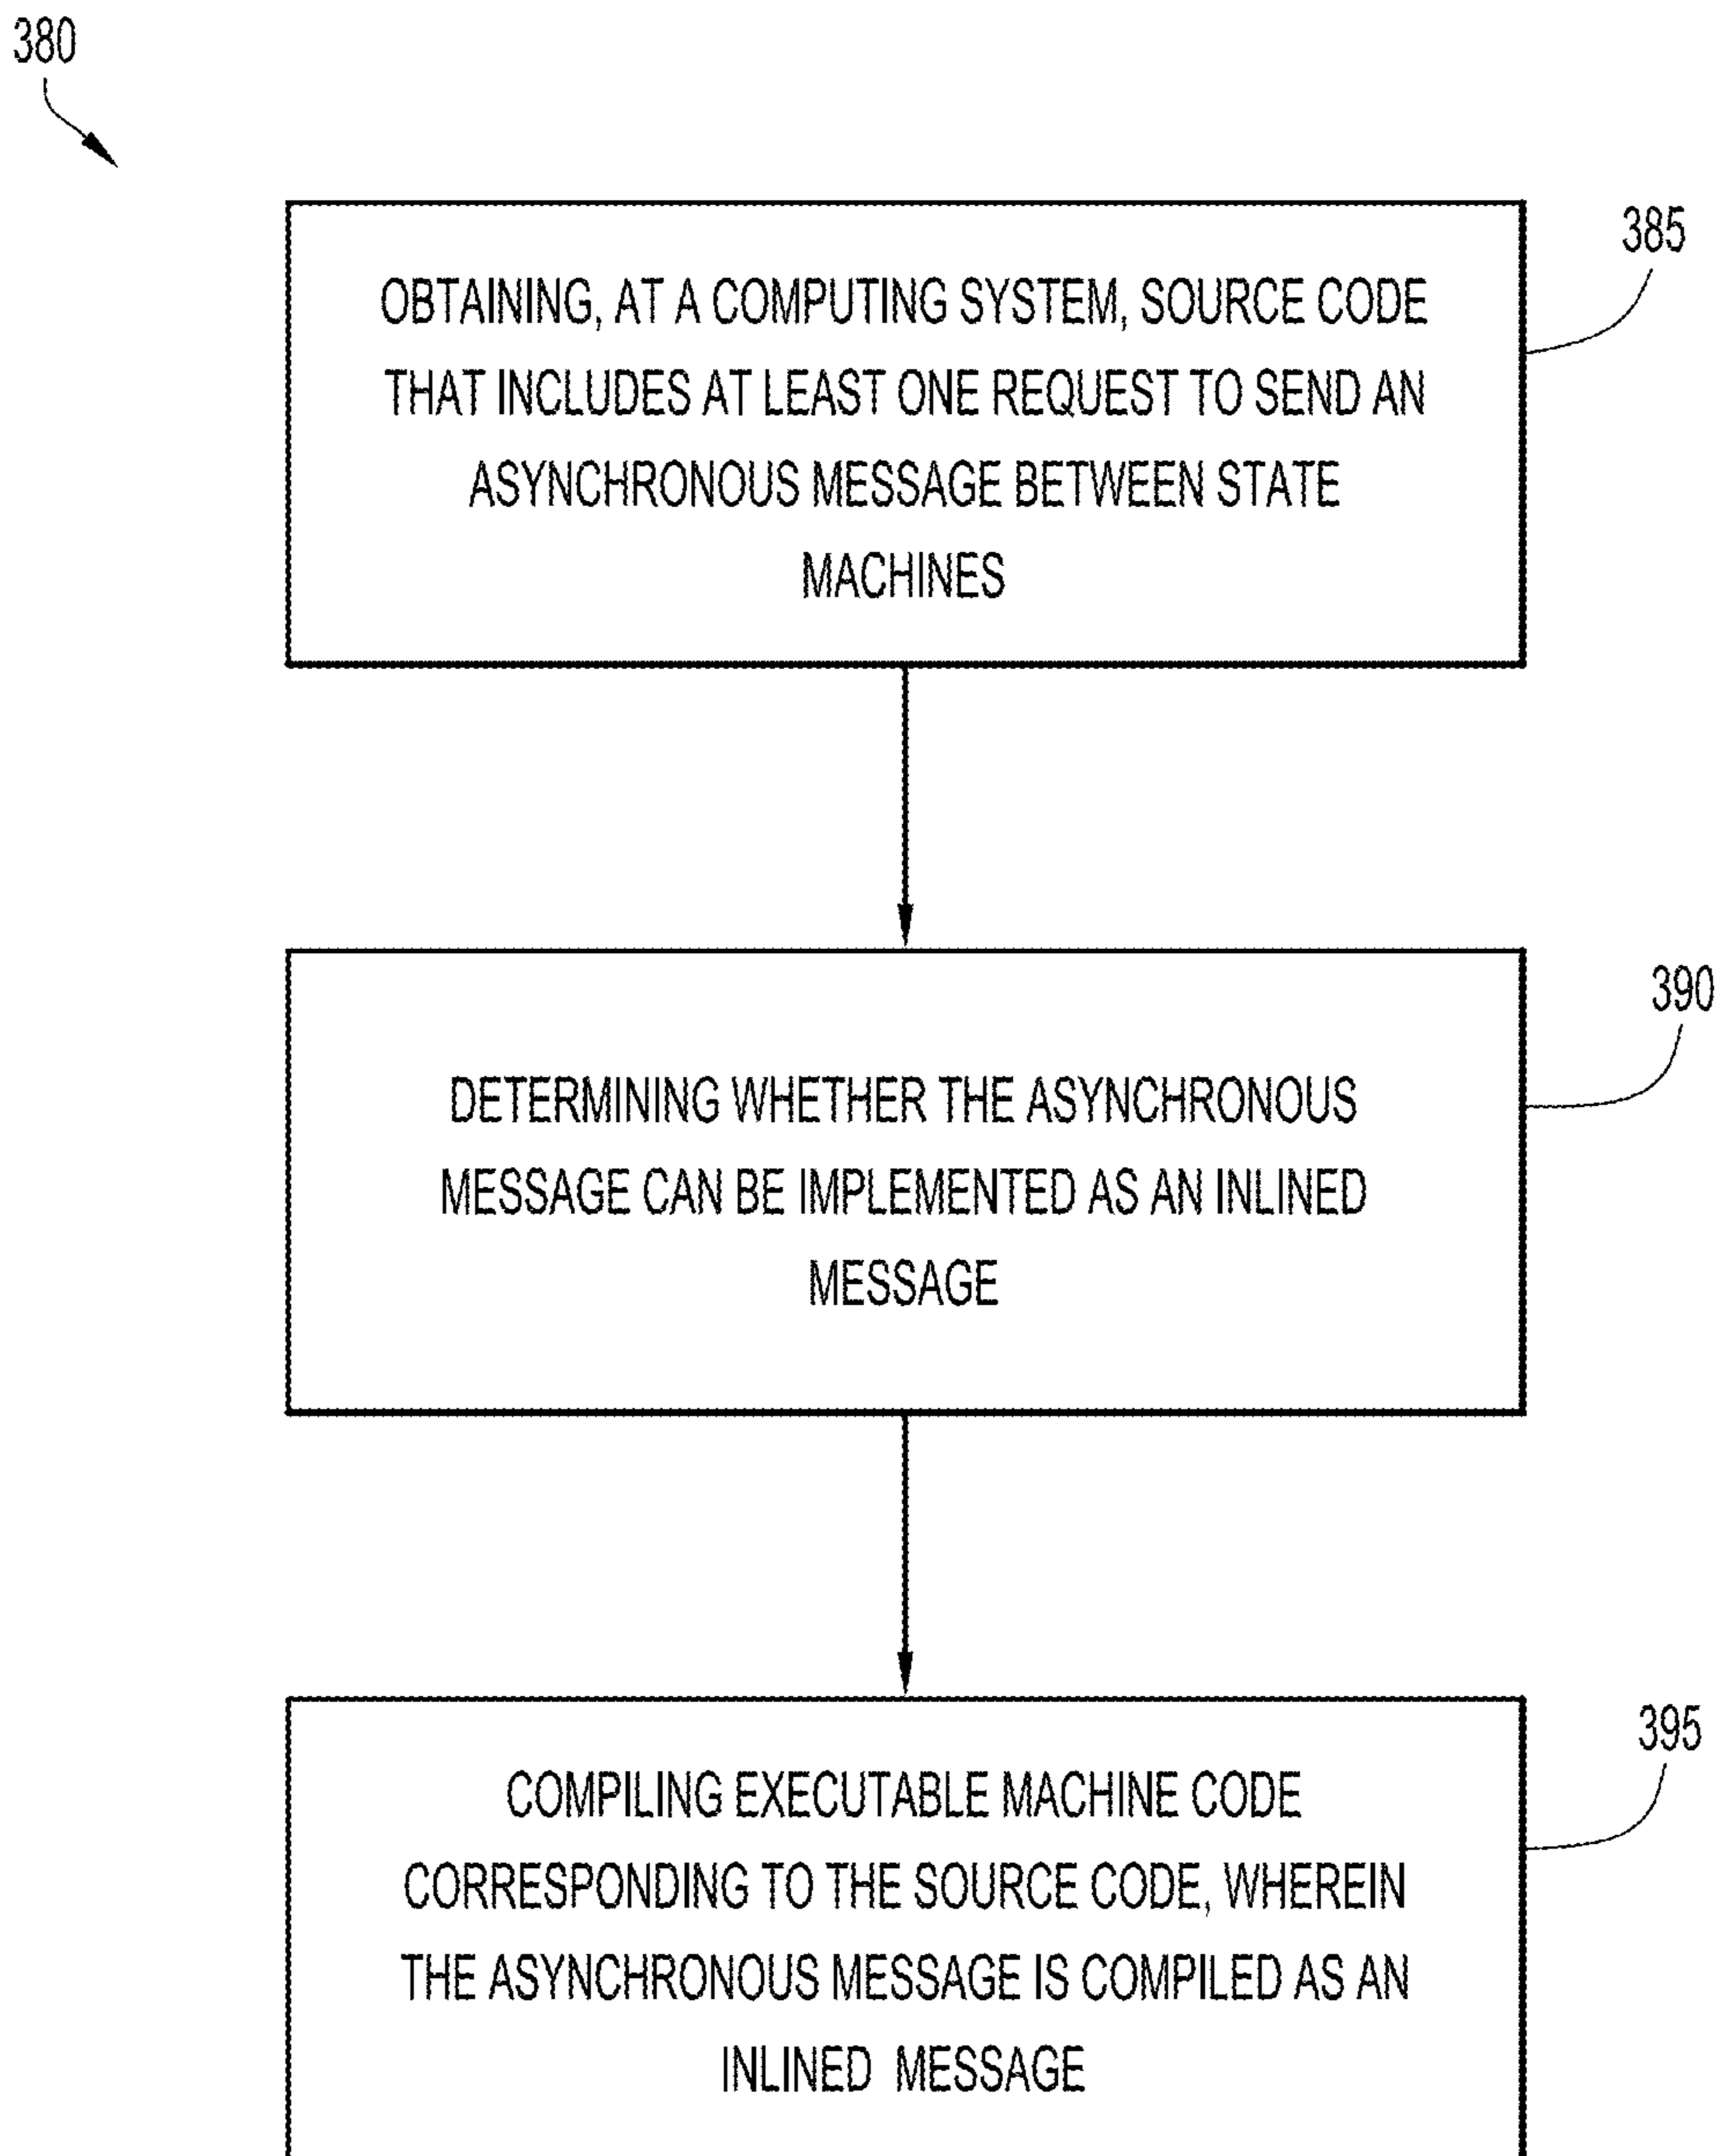 380
385
OBTAINING, AT A COMPUTING SYSTEM, SOURCE CODE
THAT INCLUDES AT LEAST ONE REQUEST TO SEND AN
ASYNCHRONOUS MESSAGE BETWEEN STATE
MACHINES
390
DETERMINING WHETHER THE ASYNCHRONOUS
MESSAGE CAN BE IMPLEMENTED AS AN INLINED
MESSAGE
395
COMPILING EXECUTABLE MACHINE CODE
CORRESPONDING TO THE SOURCE CODE, WHEREIN
THE ASYNCHRONOUS MESSAGE IS COMPILED AS AN
INLINED MESSAGE